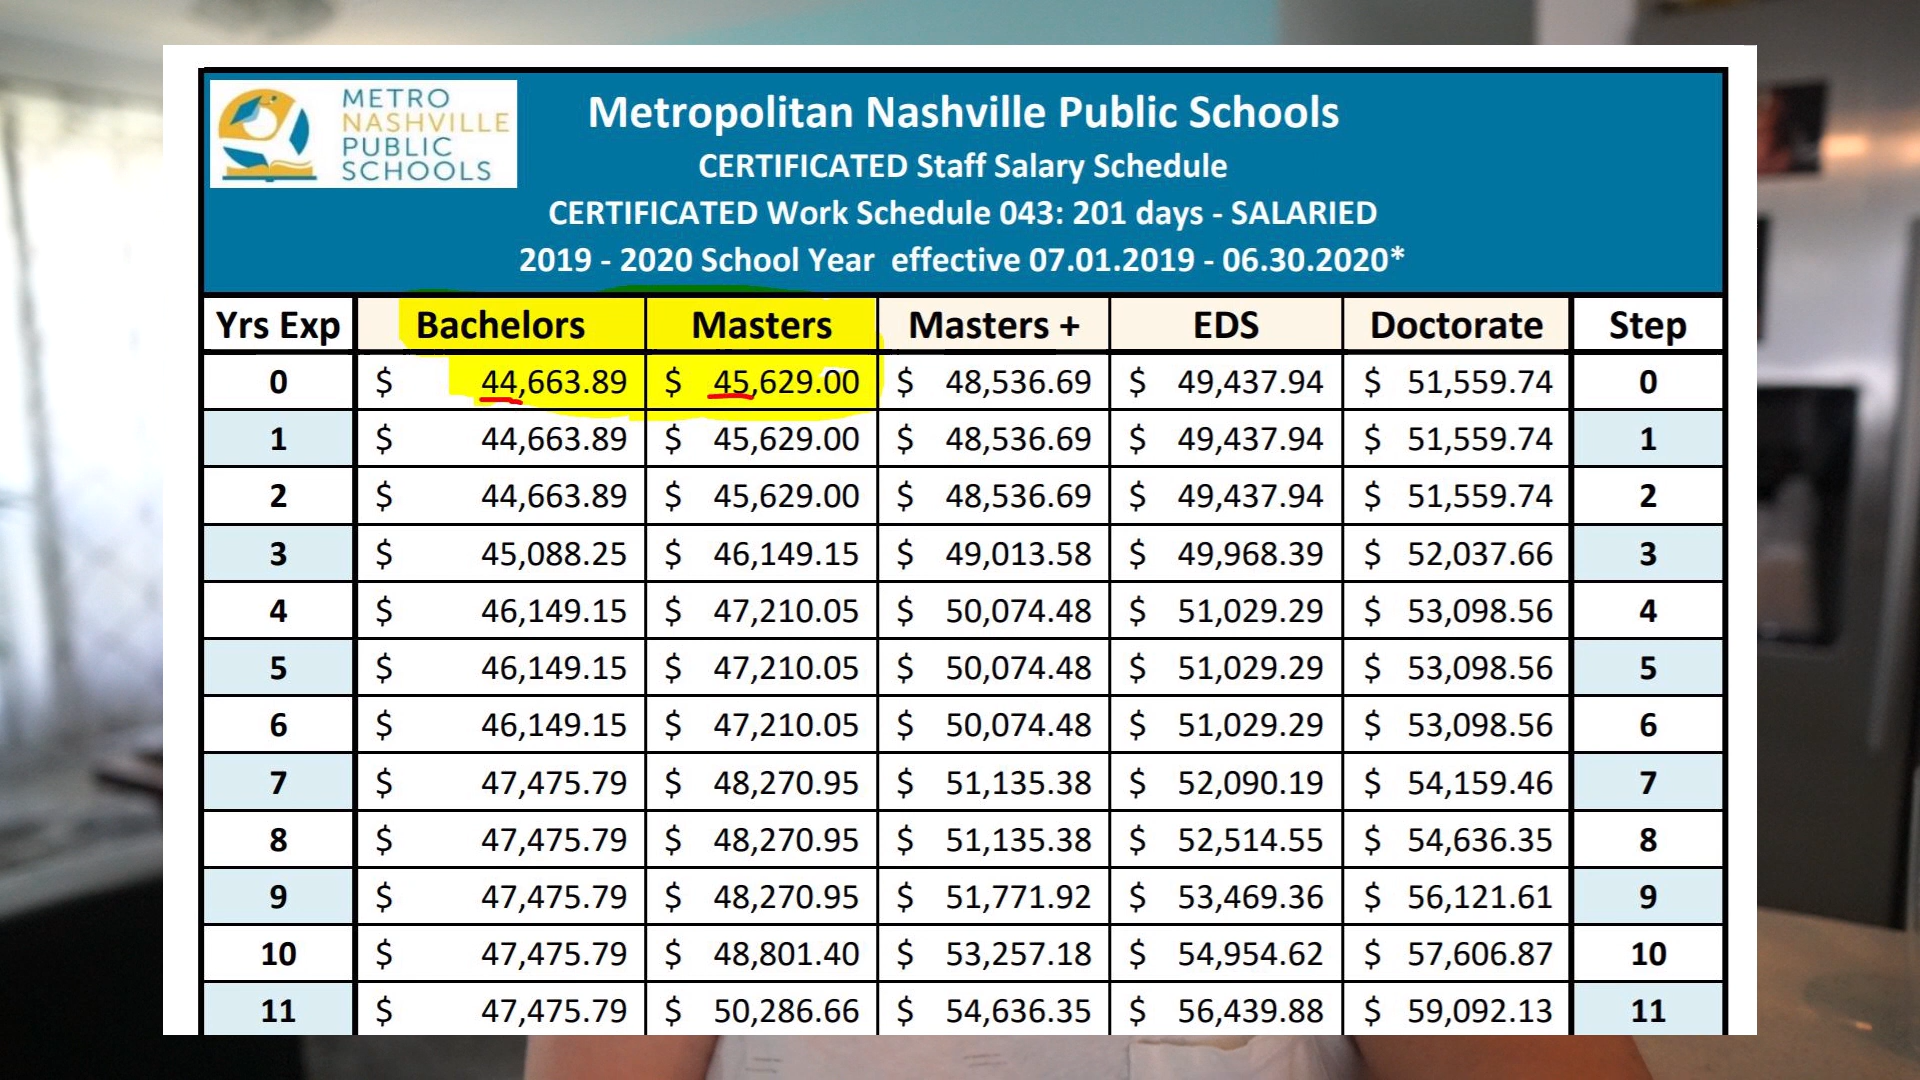 METRO
NASHVILLE
PUBLIC
SCHOOLS
Metropolitan Nashville Public Schools
CERTIFICATED Staff Salary Schedule
CERTIFICATED Work Schedule 043: 201 days - SALARIED
2019 - 2020 School Year effective 07.01.2019 - 06.30.2020*
Yrs Exp Bachelors Masters Masters + EDS Doctorate Step
0 $ 44,663.89 $ 45,629.00 $ 48,536.69 $ 49,437.94 $ 51,559.74 0
1 $ 44,663.89 $ 45,629.00 $ 48,536.69 $ 49,437.94 $ 51,559.74 1
2 $ 44,663.89 $ 45,629.00 $ 48,536.69 $ 49,437.94 $ 51,559.74 2
3 $ 45,088.25 $ 46,149.15 $ 49,013.58 $ 49,968.39 $ 52,037.66 3
4 $ 46,149.15 $ 47,210.05 $ 50,074.48 $ 51,029.29 $ 53,098.56 4
5 $ 46,149.15 $ 47,210.05 $ 50,074.48 $ 51,029.29 $ 53,098.56 5
6 $ 46,149.15 $ 47,210.05 $ 50,074.48 $ 51,029.29 $ 53,098.56 6
7 $ 47,475.79 $ 48,270.95 $ 51,135.38 $ 52,090.19 $ 54,159.46 7
8 $ 47,475.79 $ 48,270.95 $ 51,135.38 $ 52,514.55 $ 54,636.35 8
9 $ 47,475.79 $ 48,270.95 $ 51,771.92 $ 53,469.36 $ 56,121.61 9
10 $ 47,475.79 $ 48,801.40 $ 53,257.18 $ 54,954.62 $ 57,606.87 10
11 $ 47,475.79 $ 50,286.66 $ 54,636.35 $ 56,439.88 $ 59,092.13 11